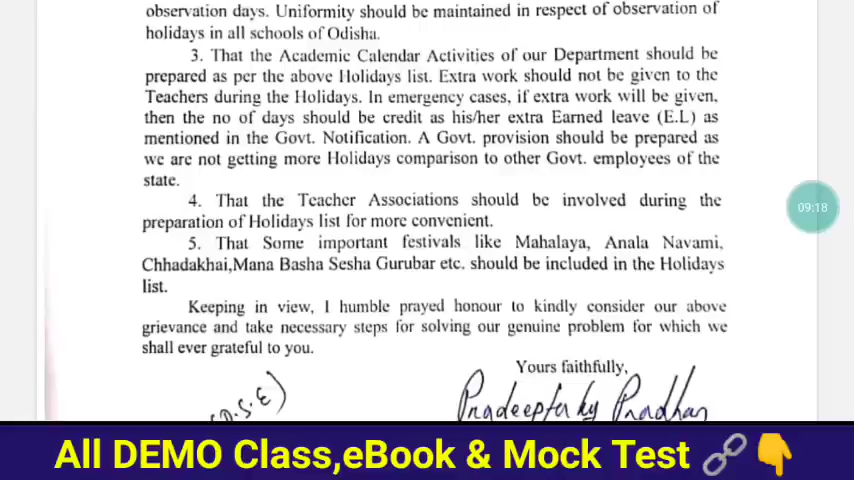 observation days. Uniformity should be maintained in respect of observation of
holidays in all schools of Odisha.
3. That the Academic Calendar Activities of our Department should be
prepared as per the above Holidays list. Extra work should not be given to the
Teachers during the Holidays. In emergency cases, if extra work will be given,
then the no of days should be credit as his/her extra Earned leave (E.L) as
mentioned in the Govt. Notification. A Govt. provision should be prepared as
we are not getting more Holidays comparison to other Govt. employees of the
state.
4. That the Teacher Associations should be involved during the
preparation of Holidays list for more convenient.
5. That Some important festivals like Mahalaya, Anala Navami,
Chhadakhai,Mana Basha Sesha Gurubar etc. should be included in the Holidays
list.
Keeping in view, I humble prayed honour to kindly consider our above
grievance and take necessary steps for solving our genuine problem for which we
shall ever grateful to you.
Yours faithfully,
(D.S.E)
Pradeepta Ky Pradhan
09:18
All DEMO Class,eBook & Mock Test 🔗👇